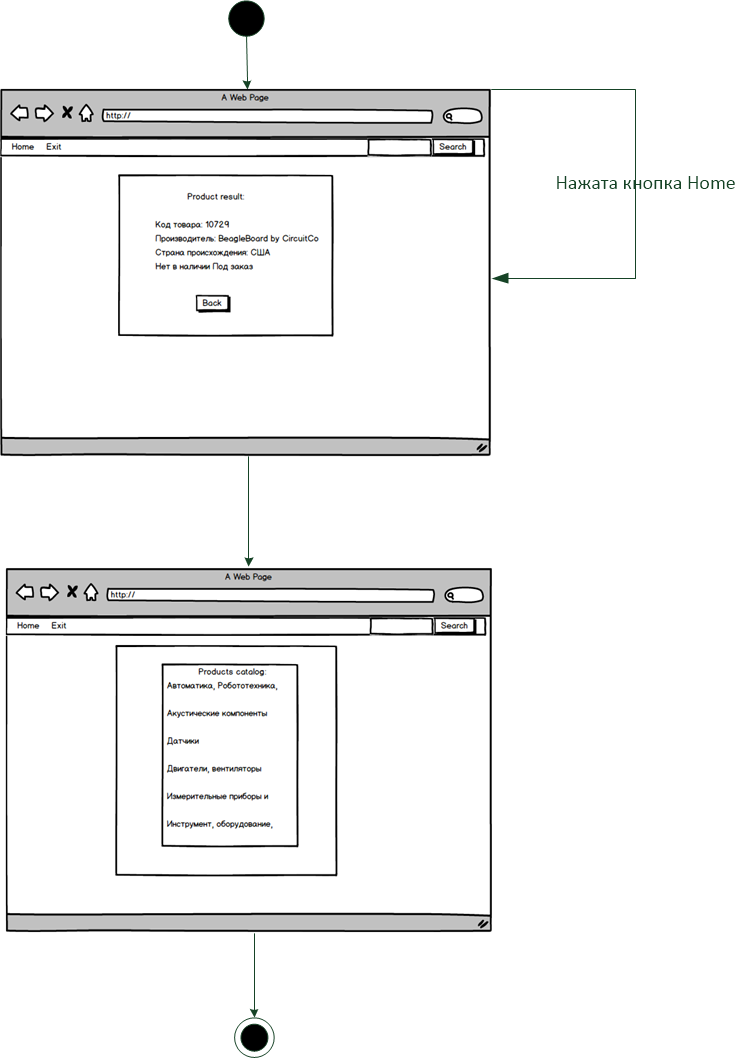 A Web Page
http://
Home Exit Search
Нажата кнопка Home
Product result:
Код товара: 10729
Производитель: BeagleBoard by CircuitCo
Страна происхождения: США
Нет в наличии Под заказ
Back
A Web Page
http://
Home Exit Search
Products catalog:
Автоматика, Робототехника,
Акустические компоненты
Датчики
Двигатели, вентиляторы
Измерительные приборы и
Инструмент, оборудование,